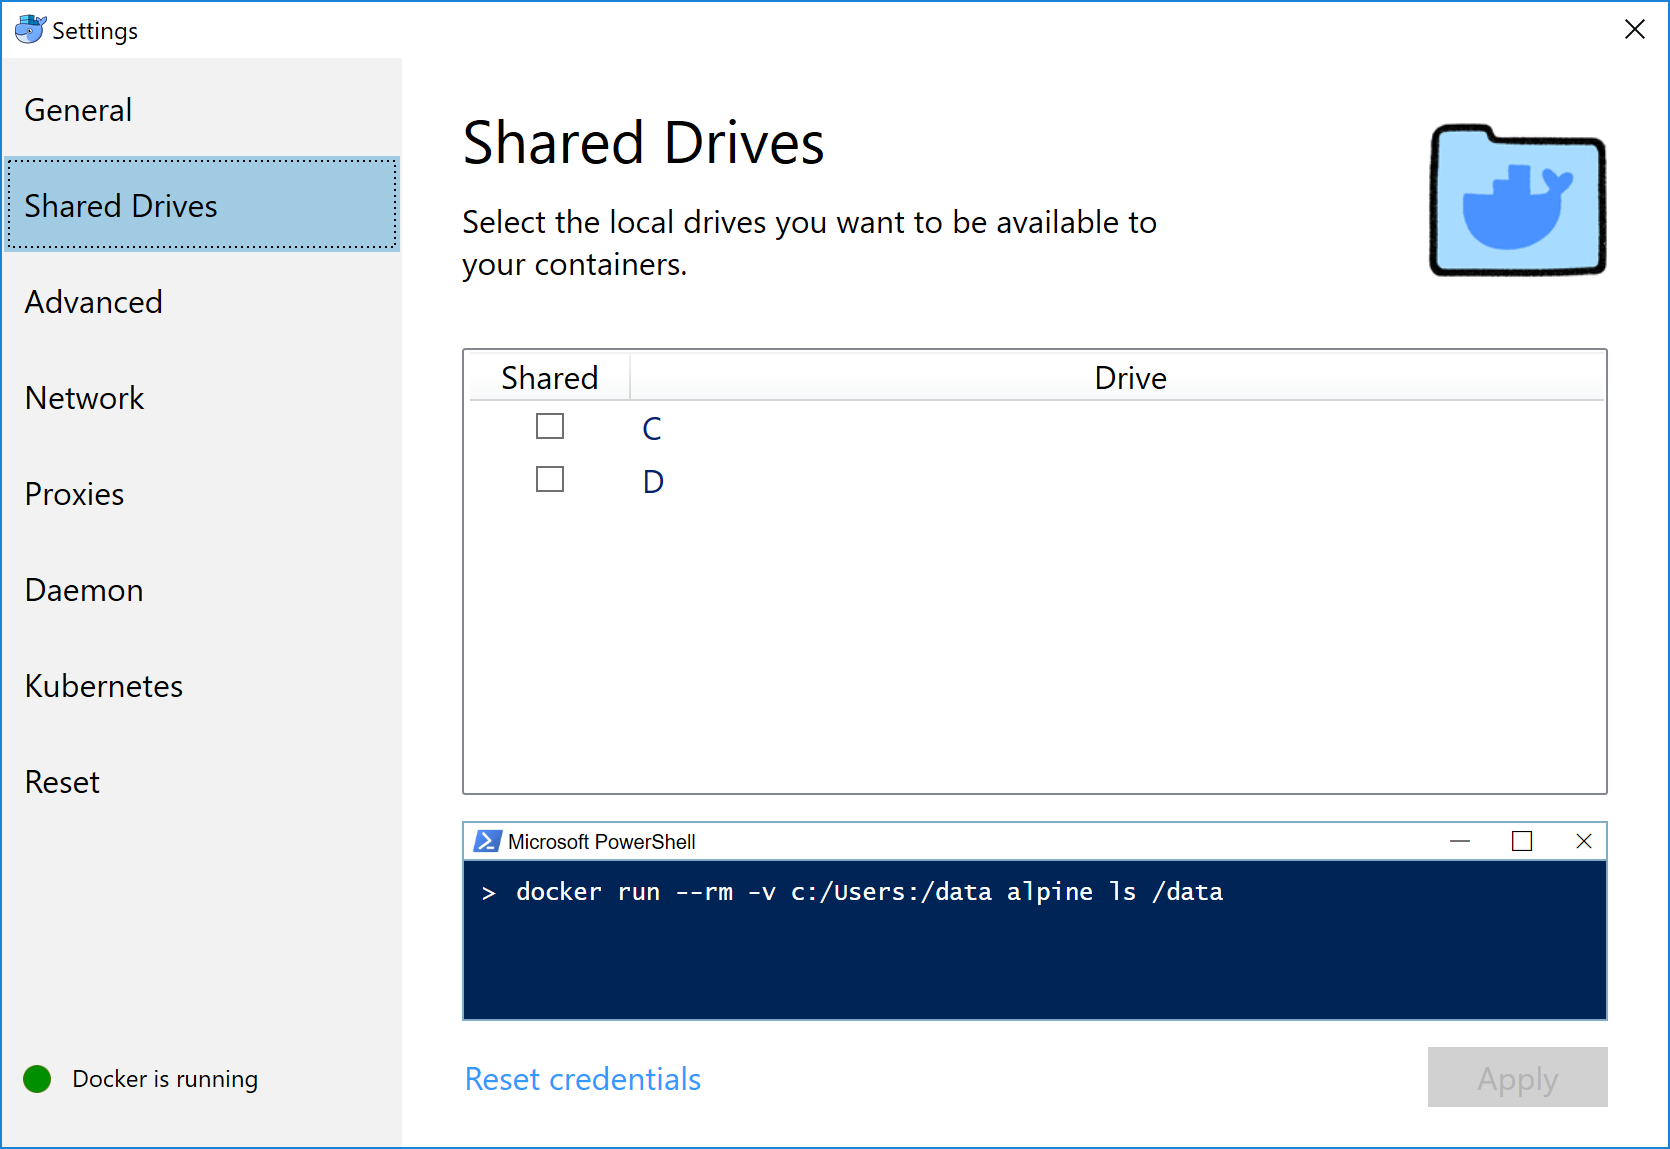 Settings
General
Shared Drives
Advanced
Network
Proxies
Daemon
Kubernetes
Reset
Docker is running
Shared Drives
Select the local drives you want to be available to
your containers.
Shared Drive
C
D
Microsoft PowerShell
> docker run --rm -v c:/Users:/data alpine ls /data
Reset credentials
Apply